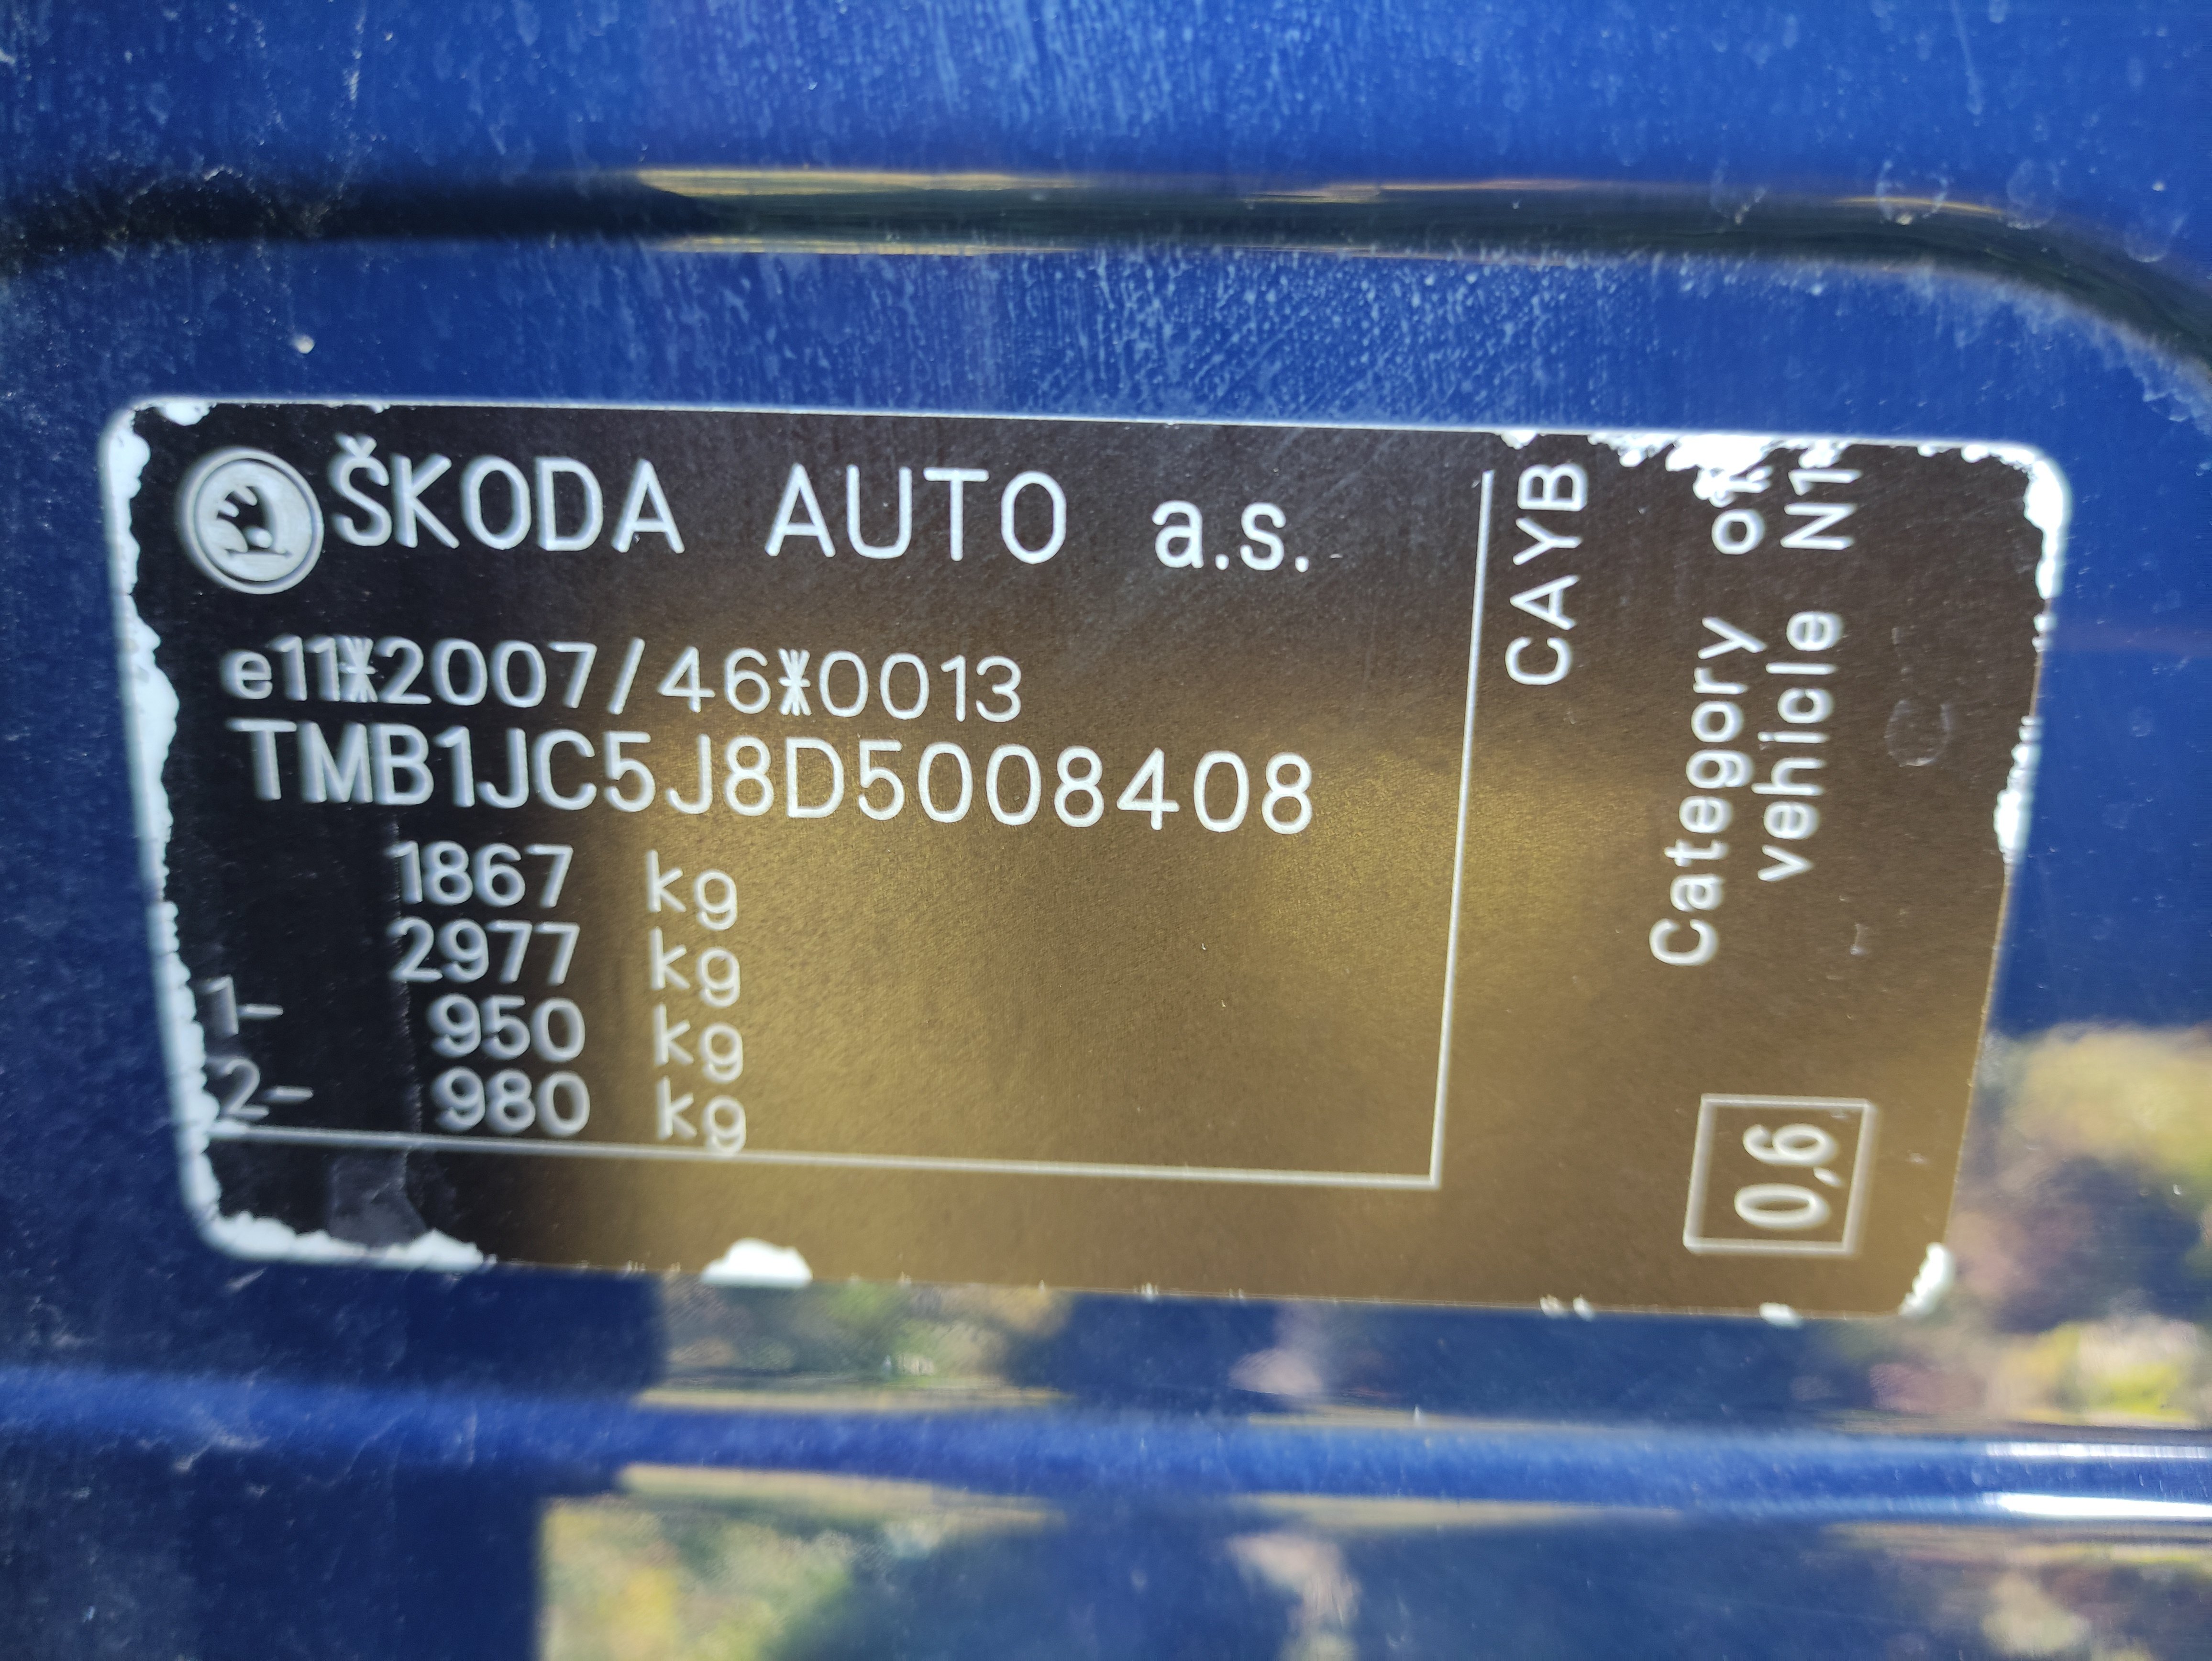 ŠKODA AUTO a.s.
e11*2007/46*0013
TMB1JC5J8D5008408
1867 kg
2977 kg
1- 950 kg
2- 980 kg
CAYB
Category of
vehicle N1
0,6